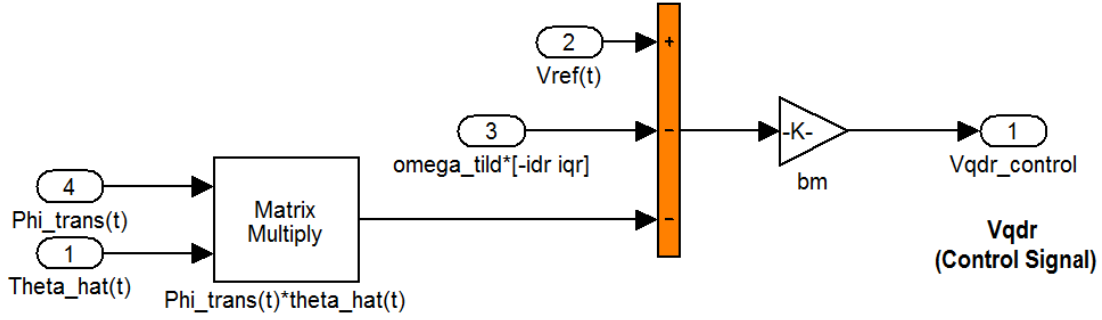 2
+
Vref(t)
3
−
-K-
1
omega_tild*[-idr iqr]
bm
Vqdr_control
4
Matrix
Multiply
−
Phi_trans(t)
1
Vqdr
(Control Signal)
Theta_hat(t)
Phi_trans(t)*theta_hat(t)